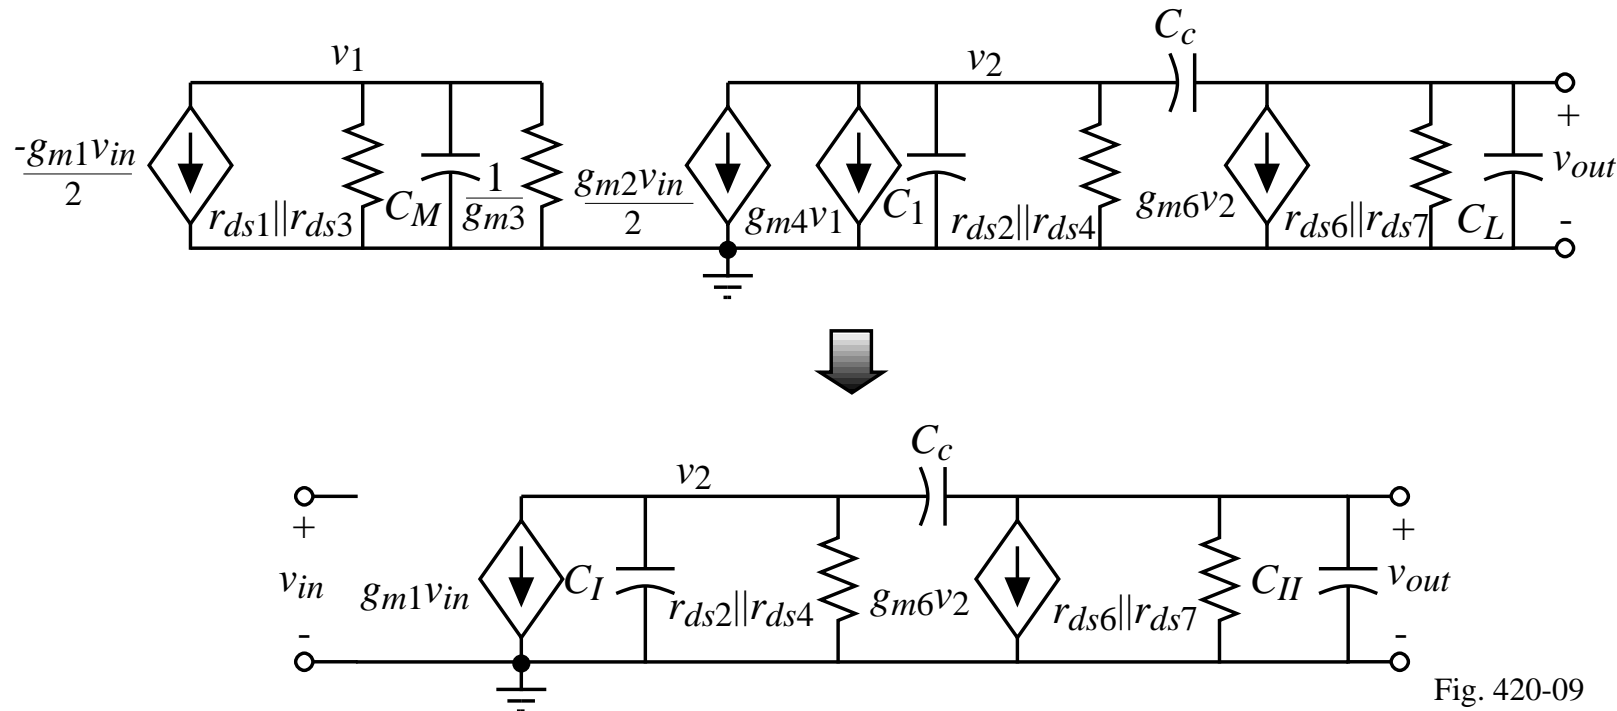 v1
-gm1vin
2
rds1||rds3
CM
1
gm3
gm2vin
2
gm4v1
C1
v2
rds2||rds4
Cc
gm6v2
rds6||rds7
CL
+
vout
-
+
vin
-
gm1vin
CI
v2
rds2||rds4
Cc
gm6v2
rds6||rds7
CII
+
vout
-
Fig. 420-09